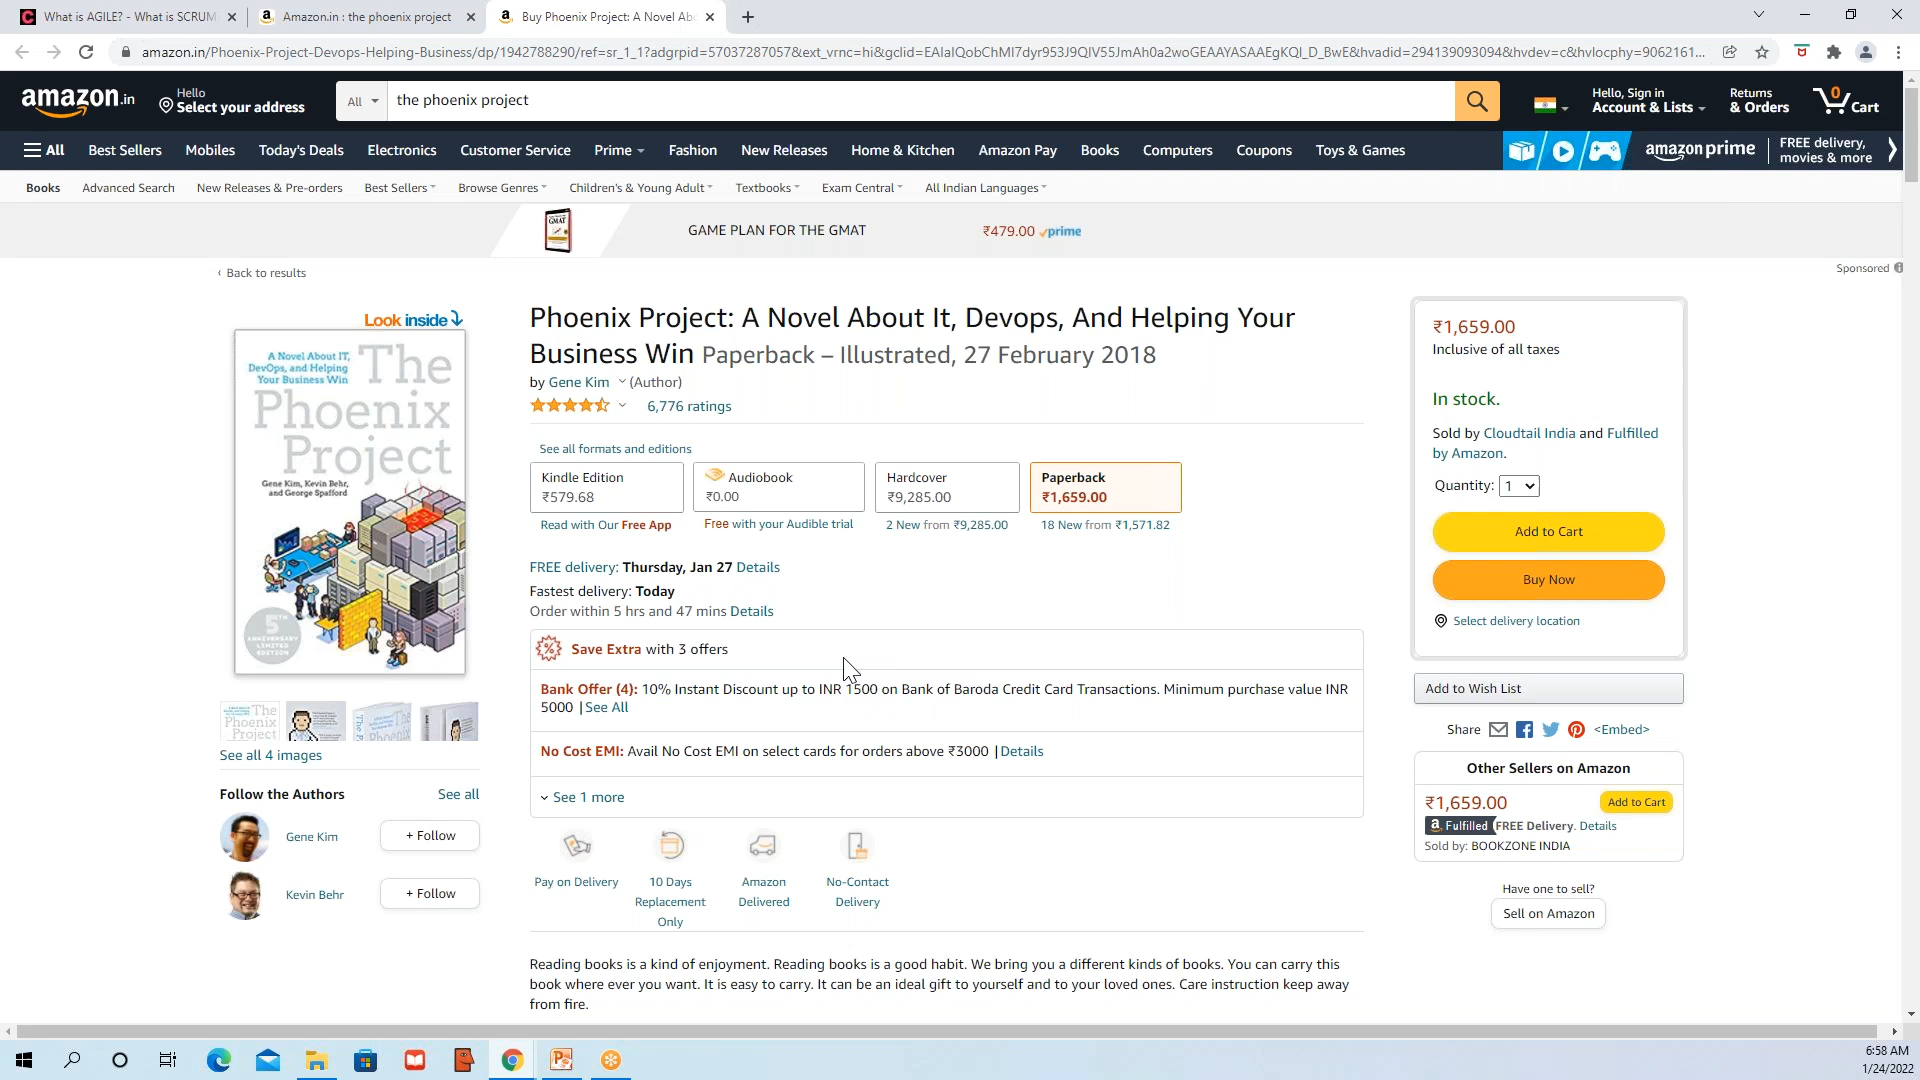 What is AGILE? - What is SCRUM
Amazon.in : the phoenix project
Buy Phoenix Project: A Novel Abo
amazon.in/Phoenix-Project-Devops-Helping-Business/dp/1942788290/ref=sr_1_1?adgrpid=57037287057&ext_vrnc=hi&gclid=EAIaIQobChMI7dyr953J9QIV55JmAh0a2woGEAAYASAAEgKQI_D_BwE&hvadid=294139093094&hvdev=c&hvlocphy=9062161...
amazon.in
Hello
Select your address
All
the phoenix project
Hello, Sign in
Account & Lists
Returns
& Orders
0
Cart
All
Best Sellers
Mobiles
Today's Deals
Electronics
Customer Service
Prime
Fashion
New Releases
Home & Kitchen
Amazon Pay
Books
Computers
Coupons
Toys & Games
amazon prime
FREE delivery,
movies & more
Books
Advanced Search
New Releases & Pre-orders
Best Sellers
Browse Genres
Children's & Young Adult
Textbooks
Exam Central
All Indian Languages
GMAT
GAME PLAN FOR THE GMAT
₹479.00 prime
‹ Back to results
Sponsored
Look inside
A Novel About IT,
DevOps, and Helping
Your Business Win
The
Phoenix
Project
Gene Kim, Kevin Behr,
and George Spafford
5TH
ANNIVERSARY
LIMITED
EDITION
See all 4 images
Follow the Authors
See all
Gene Kim
+ Follow
Kevin Behr
+ Follow
Phoenix Project: A Novel About It, Devops, And Helping Your
Business Win Paperback – Illustrated, 27 February 2018
by Gene Kim (Author)
6,776 ratings
See all formats and editions
Kindle Edition
₹579.68
Read with Our Free App
Audiobook
₹0.00
Free with your Audible trial
Hardcover
₹9,285.00
2 New from ₹9,285.00
Paperback
₹1,659.00
18 New from ₹1,571.82
FREE delivery: Thursday, Jan 27 Details
Fastest delivery: Today
Order within 5 hrs and 47 mins Details
Save Extra with 3 offers
Bank Offer (4): 10% Instant Discount up to INR 1500 on Bank of Baroda Credit Card Transactions. Minimum purchase value INR
5000 | See All
No Cost EMI: Avail No Cost EMI on select cards for orders above ₹3000 | Details
See 1 more
Pay on Delivery
10 Days
Replacement
Only
Amazon
Delivered
No-Contact
Delivery
Reading books is a kind of enjoyment. Reading books is a good habit. We bring you a different kinds of books. You can carry this
book where ever you want. It is easy to carry. It can be an ideal gift to yourself and to your loved ones. Care instruction keep away
from fire.
₹1,659.00
Inclusive of all taxes
In stock.
Sold by Cloudtail India and Fulfilled
by Amazon.
Quantity: 1
Add to Cart
Buy Now
Select delivery location
Add to Wish List
Share <Embed>
Other Sellers on Amazon
₹1,659.00
Add to Cart
a Fulfilled FREE Delivery. Details
Sold by: BOOKZONE INDIA
Have one to sell?
Sell on Amazon
6:58 AM
1/24/2022